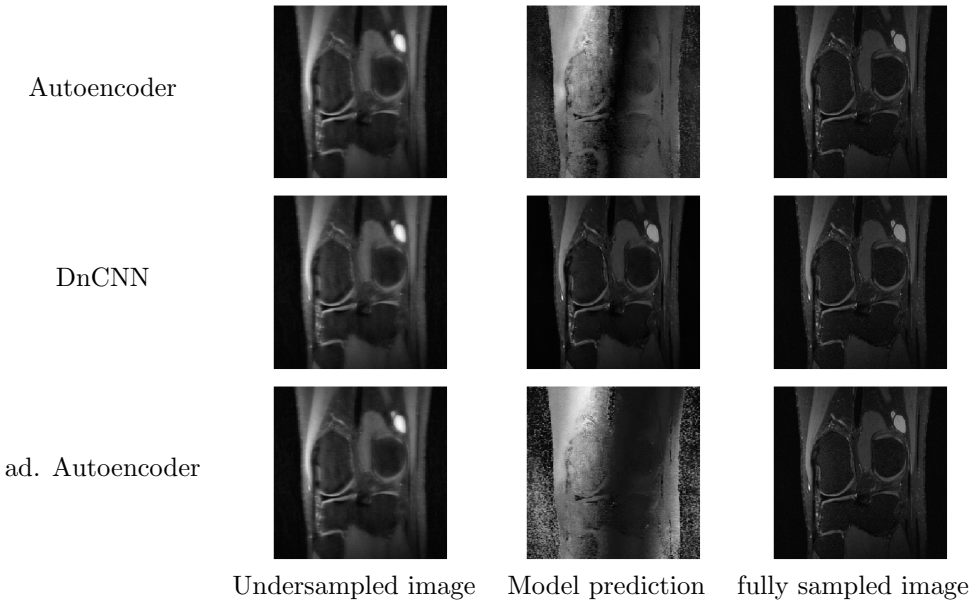 Autoencoder
DnCNN
ad. Autoencoder
Undersampled image Model prediction fully sampled image